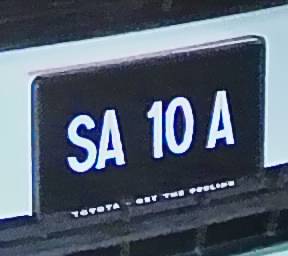 SA 10 A
TOYOTA - GET THE FEELING